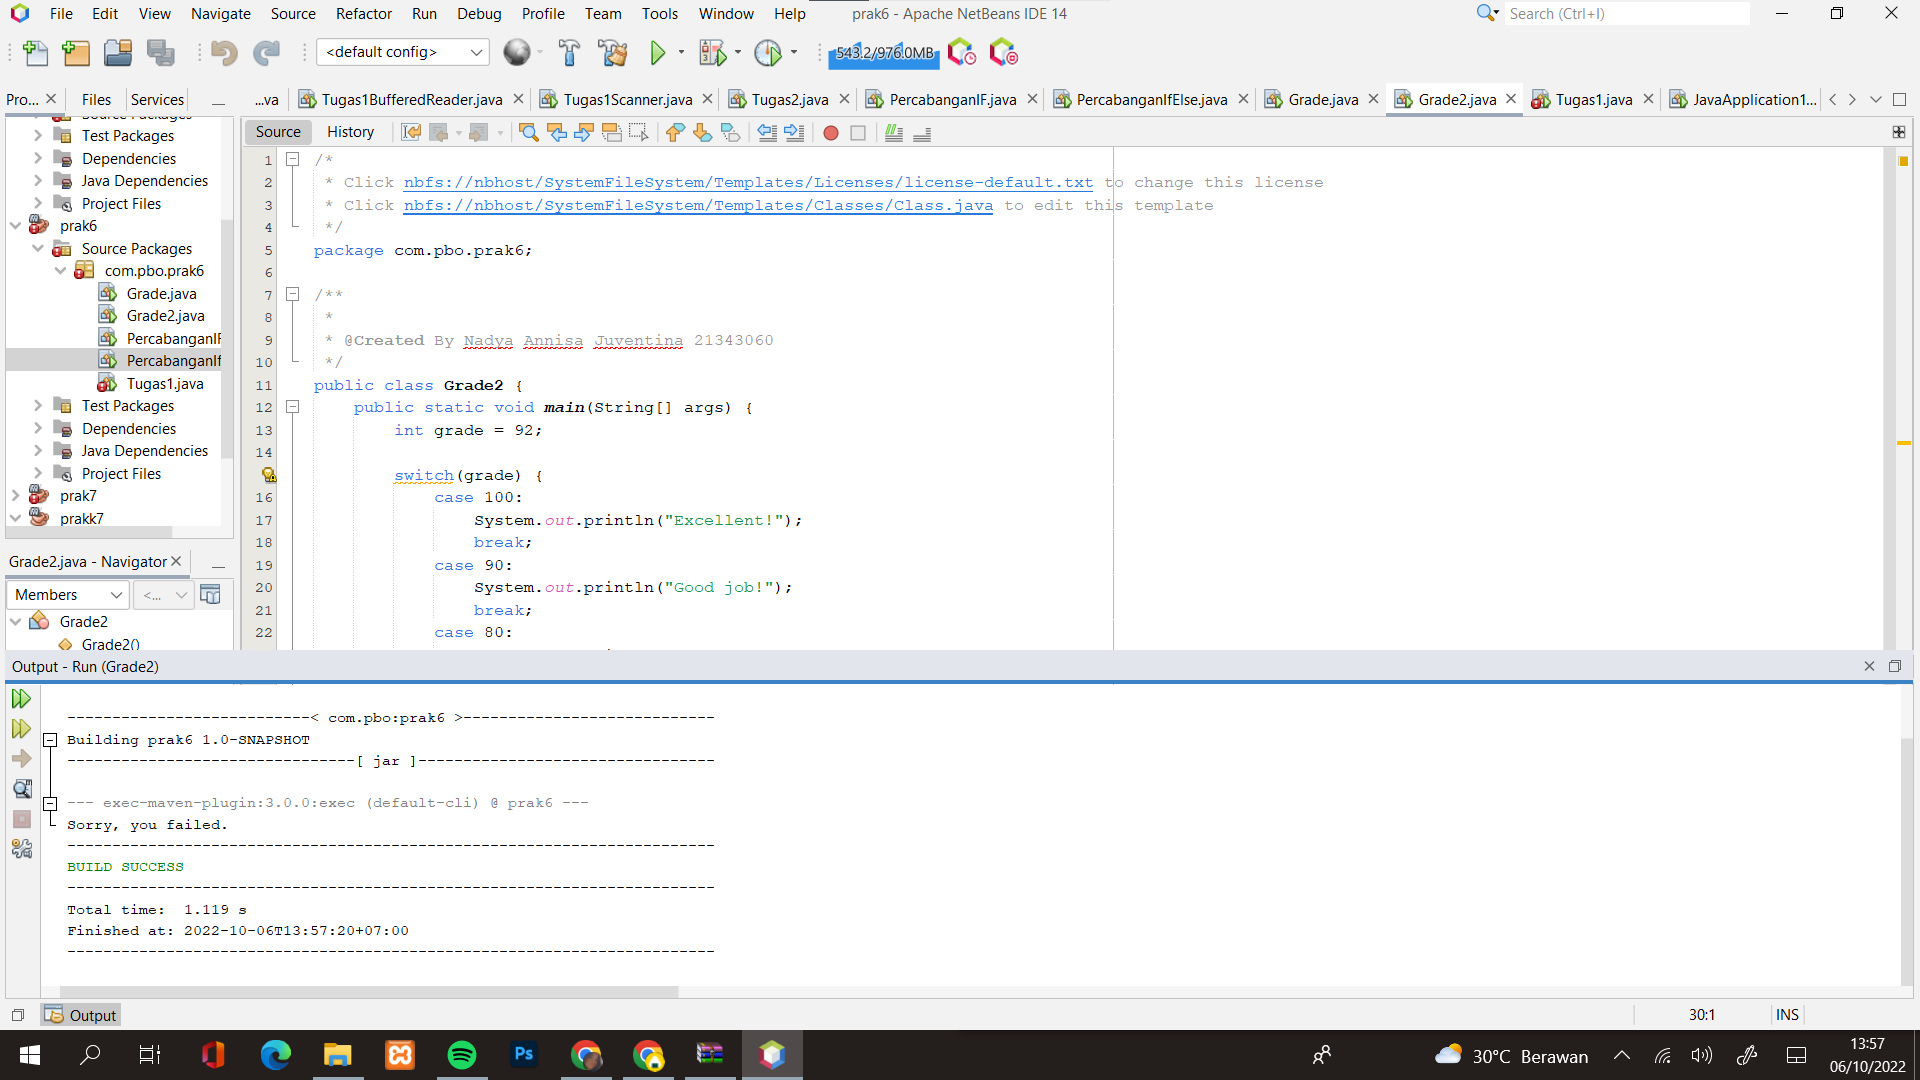 File Edit View Navigate Source Refactor Run Debug Profile Team Tools Window Help prak6 - Apache NetBeans IDE 14 Search (Ctrl+I)
<default config> 543.2/976.0MB
Pro... Files Services ...va Tugas1BufferedReader.java Tugas1Scanner.java Tugas2.java PercabanganIF.java PercabanganIfElse.java Grade.java Grade2.java Tugas1.java JavaApplication1...
Source History
Source Packages
Test Packages
Dependencies
Java Dependencies
Project Files
prak6
Source Packages
com.pbo.prak6
Grade.java
Grade2.java
PercabanganIF
PercabanganIf
Tugas1.java
Test Packages
Dependencies
Java Dependencies
Project Files
prak7
prakk7
Grade2.java - Navigator
Members <...
Grade2
Grade2()
1 /*
2 * Click nbfs://nbhost/SystemFileSystem/Templates/Licenses/license-default.txt to change this license
3 * Click nbfs://nbhost/SystemFileSystem/Templates/Classes/Class.java to edit this template
4 */
5 package com.pbo.prak6;
6
7 /**
8 *
9 * @Created By Nadya Annisa Juventina 21343060
10 */
11 public class Grade2 {
12 public static void main(String[] args) {
13 int grade = 92;
14
switch(grade) {
16 case 100:
17 System.out.println("Excellent!");
18 break;
19 case 90:
20 System.out.println("Good job!");
21 break;
22 case 80:
Output - Run (Grade2)
---------------------------< com.pbo:prak6 >----------------------------
Building prak6 1.0-SNAPSHOT
--------------------------------[ jar ]---------------------------------
--- exec-maven-plugin:3.0.0:exec (default-cli) @ prak6 ---
Sorry, you failed.
------------------------------------------------------------------------
BUILD SUCCESS
------------------------------------------------------------------------
Total time:  1.119 s
Finished at: 2022-10-06T13:57:20+07:00
------------------------------------------------------------------------
Output 30:1 INS
Ps 30°C Berawan 13:57
06/10/2022